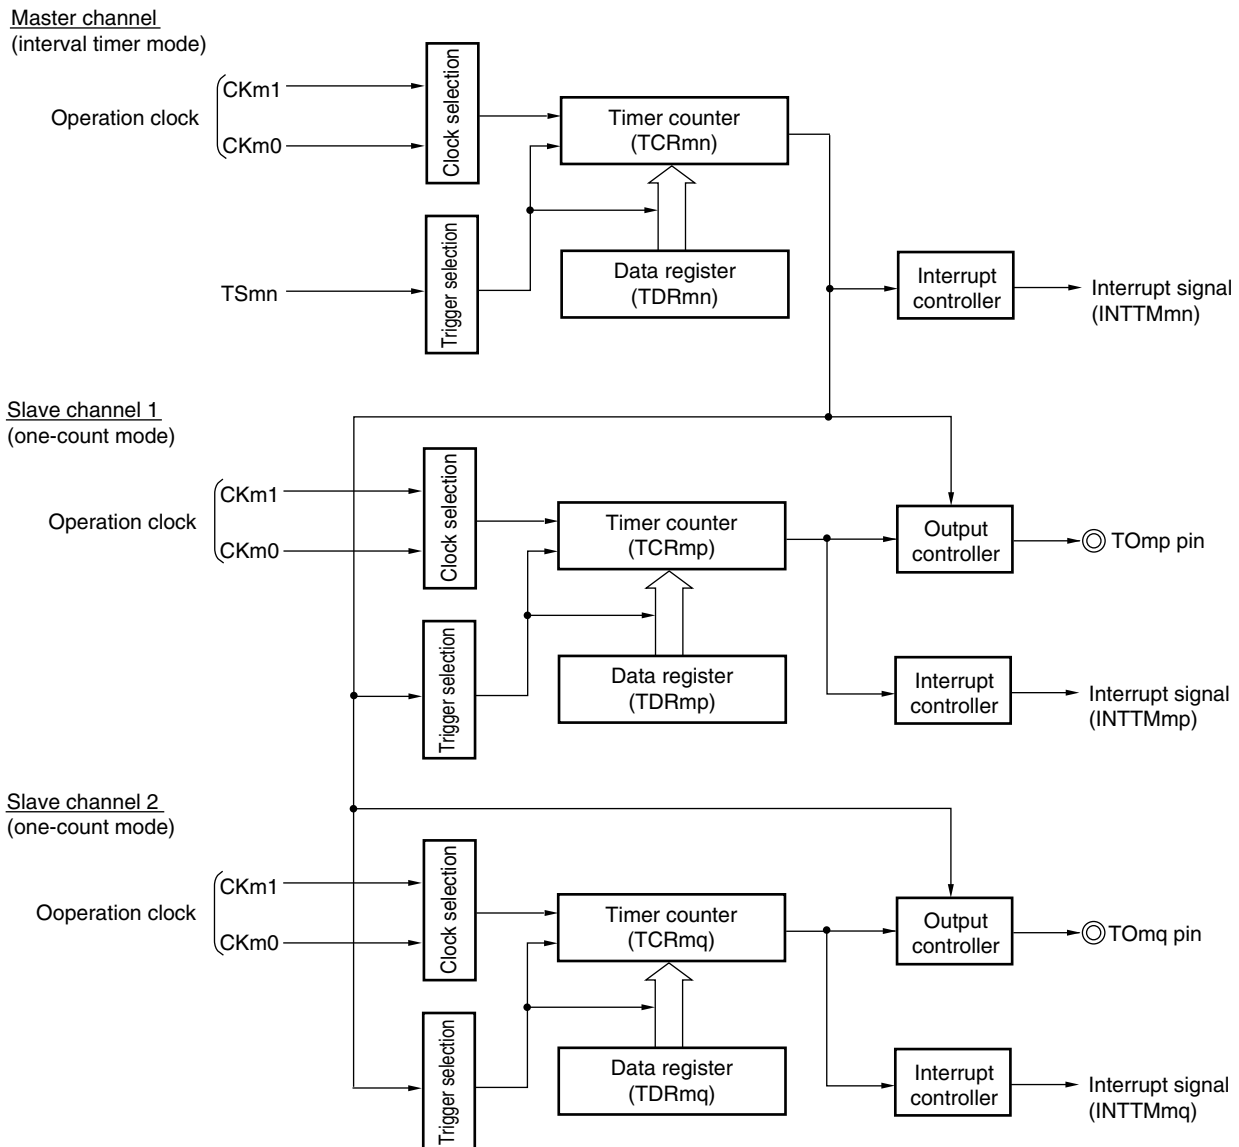 Master channel
(interval timer mode)
Operation clock
CKm1
CKm0
Clock selection
Timer counter
(TCRmn)
TSmn
Trigger selection
Data register
(TDRmn)
Interrupt
controller
Interrupt signal
(INTTMmn)
Slave channel 1
(one-count mode)
Operation clock
CKm1
CKm0
Clock selection
Timer counter
(TCRmp)
Output
controller
TOmp pin
Trigger selection
Data register
(TDRmp)
Interrupt
controller
Interrupt signal
(INTTMmp)
Slave channel 2
(one-count mode)
Ooperation clock
CKm1
CKm0
Clock selection
Timer counter
(TCRmq)
Output
controller
TOmq pin
Trigger selection
Data register
(TDRmq)
Interrupt
controller
Interrupt signal
(INTTMmq)